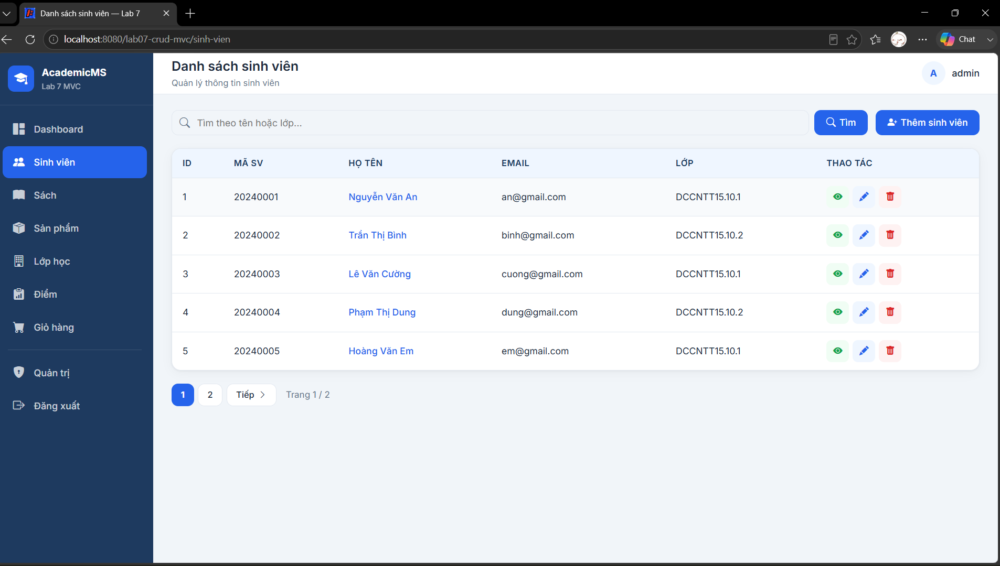 Danh sách sinh viên — Lab 7
localhost:8080/lab07-crud-mvc/sinh-vien
Chat
AcademicMS
Lab 7 MVC
Dashboard
Sinh viên
Sách
Sản phẩm
Lớp học
Điểm
Giỏ hàng
Quản trị
Đăng xuất
Danh sách sinh viên
Quản lý thông tin sinh viên
A admin
Tìm theo tên hoặc lớp...
Tìm
Thêm sinh viên
ID MÃ SV HỌ TÊN EMAIL LỚP THAO TÁC
1 20240001 Nguyễn Văn An an@gmail.com DCCNTT15.10.1
2 20240002 Trần Thị Bình binh@gmail.com DCCNTT15.10.2
3 20240003 Lê Văn Cường cuong@gmail.com DCCNTT15.10.1
4 20240004 Phạm Thị Dung dung@gmail.com DCCNTT15.10.2
5 20240005 Hoàng Văn Em em@gmail.com DCCNTT15.10.1
1 2 Tiếp Trang 1 / 2